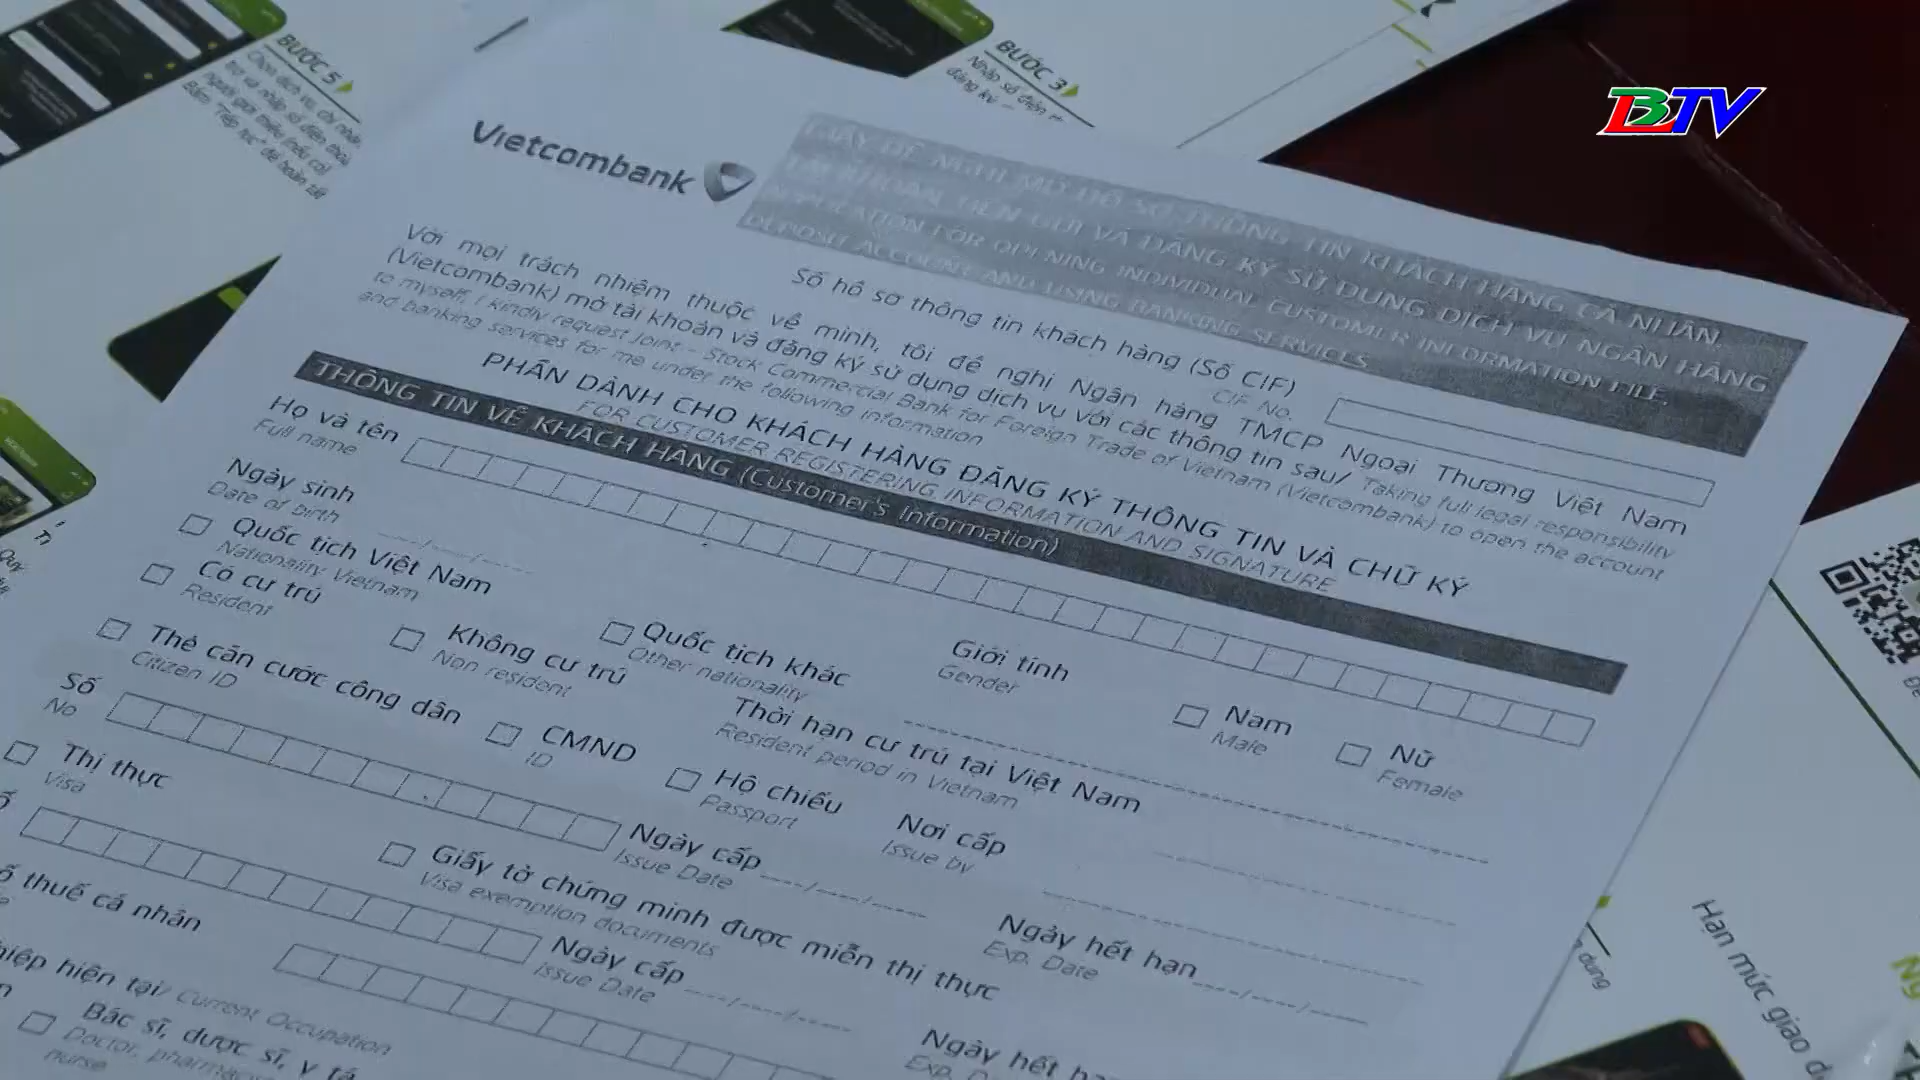 BTV
BƯỚC 5
Chọn dịch vụ, chi nhánh
BƯỚC 3
Nhập số điện
đăng ký
Vietcombank
GIẤY ĐỀ NGHỊ MỞ HỒ SƠ THÔNG TIN KHÁCH HÀNG CÁ NHÂN,
TÀI KHOẢN TIỀN GỬI VÀ ĐĂNG KÝ SỬ DỤNG DỊCH VỤ NGÂN HÀNG
APPLICATION FOR OPENING INDIVIDUAL CUSTOMER INFORMATION FILE,
DEPOSIT ACCOUNT AND USING BANKING SERVICES
Số hồ sơ thông tin khách hàng (Số CIF)
CIF No.
Với mọi trách nhiệm thuộc về mình, tôi đề nghị Ngân hàng TMCP Ngoại Thương Việt Nam
(Vietcombank) mở tài khoản và đăng ký sử dụng dịch vụ với các thông tin sau/ Taking full legal responsibility
to myself, I kindly request Joint - Stock Commercial Bank for Foreign Trade of Vietnam (Vietcombank) to open the account
and banking services for me under the following information
PHẦN DÀNH CHO KHÁCH HÀNG ĐĂNG KÝ THÔNG TIN VÀ CHỮ KÝ
FOR CUSTOMER REGISTERING INFORMATION AND SIGNATURE
THÔNG TIN VỀ KHÁCH HÀNG (Customer's Information)
Họ và tên
Full name
Ngày sinh
Date of birth
Giới tính
Gender
Nam
Male
Nữ
Female
Quốc tịch Việt Nam
Nationality Vietnam
Quốc tịch khác
Other nationality
Có cư trú
Resident
Không cư trú
Non resident
Thời hạn cư trú tại Việt Nam
Resident period in Vietnam
Thẻ căn cước công dân
Citizen ID
CMND
ID
Hộ chiếu
Passport
Số
No
Ngày cấp
Issue Date
Nơi cấp
Issue by
Ngày hết hạn
Exp. Date
Thị thực
Visa
Giấy tờ chứng minh được miễn thị thực
Visa exemption documents
Ngày cấp
Issue Date
Ngày hết
Exp.
thuế cá nhân
hiện tại/ Current Occupation
Bác sĩ, dược sĩ, y tá
Doctor,
nurse
dung
Hạn mức giao